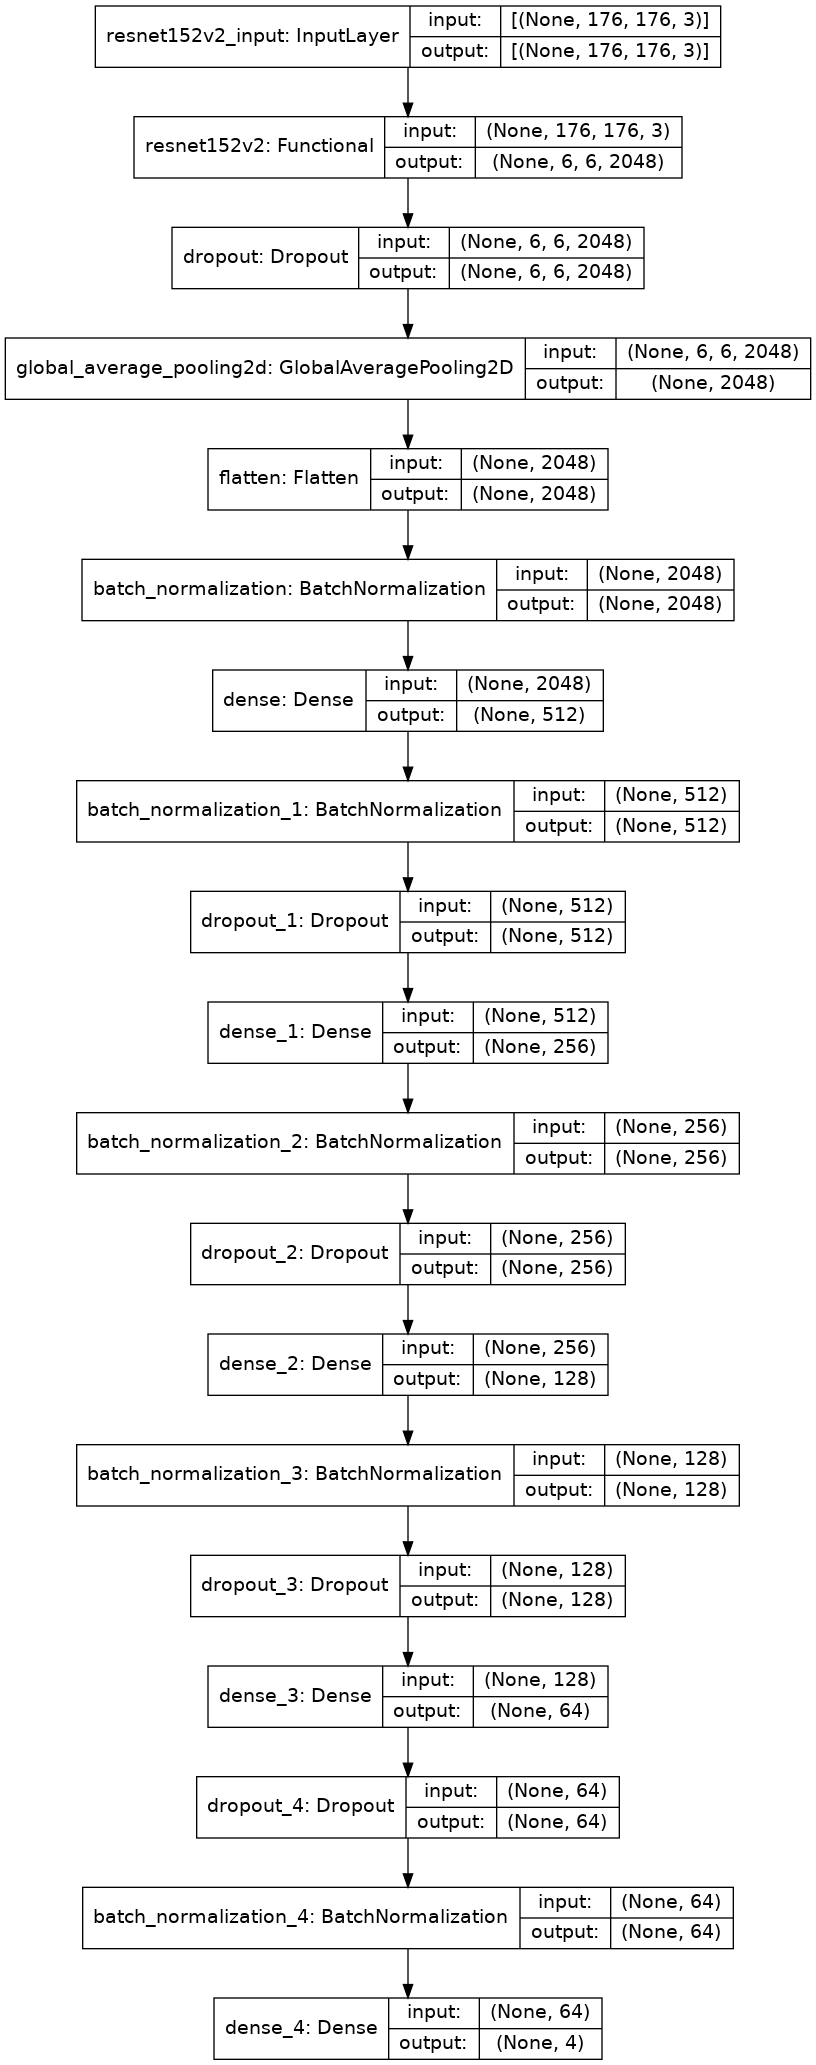 resnet152v2_input: InputLayer
input: [(None, 176, 176, 3)]
output: [(None, 176, 176, 3)]
resnet152v2: Functional
input: (None, 176, 176, 3)
output: (None, 6, 6, 2048)
dropout: Dropout
input: (None, 6, 6, 2048)
output: (None, 6, 6, 2048)
global_average_pooling2d: GlobalAveragePooling2D
input: (None, 6, 6, 2048)
output: (None, 2048)
flatten: Flatten
input: (None, 2048)
output: (None, 2048)
batch_normalization: BatchNormalization
input: (None, 2048)
output: (None, 2048)
dense: Dense
input: (None, 2048)
output: (None, 512)
batch_normalization_1: BatchNormalization
input: (None, 512)
output: (None, 512)
dropout_1: Dropout
input: (None, 512)
output: (None, 512)
dense_1: Dense
input: (None, 512)
output: (None, 256)
batch_normalization_2: BatchNormalization
input: (None, 256)
output: (None, 256)
dropout_2: Dropout
input: (None, 256)
output: (None, 256)
dense_2: Dense
input: (None, 256)
output: (None, 128)
batch_normalization_3: BatchNormalization
input: (None, 128)
output: (None, 128)
dropout_3: Dropout
input: (None, 128)
output: (None, 128)
dense_3: Dense
input: (None, 128)
output: (None, 64)
dropout_4: Dropout
input: (None, 64)
output: (None, 64)
batch_normalization_4: BatchNormalization
input: (None, 64)
output: (None, 64)
dense_4: Dense
input: (None, 64)
output: (None, 4)